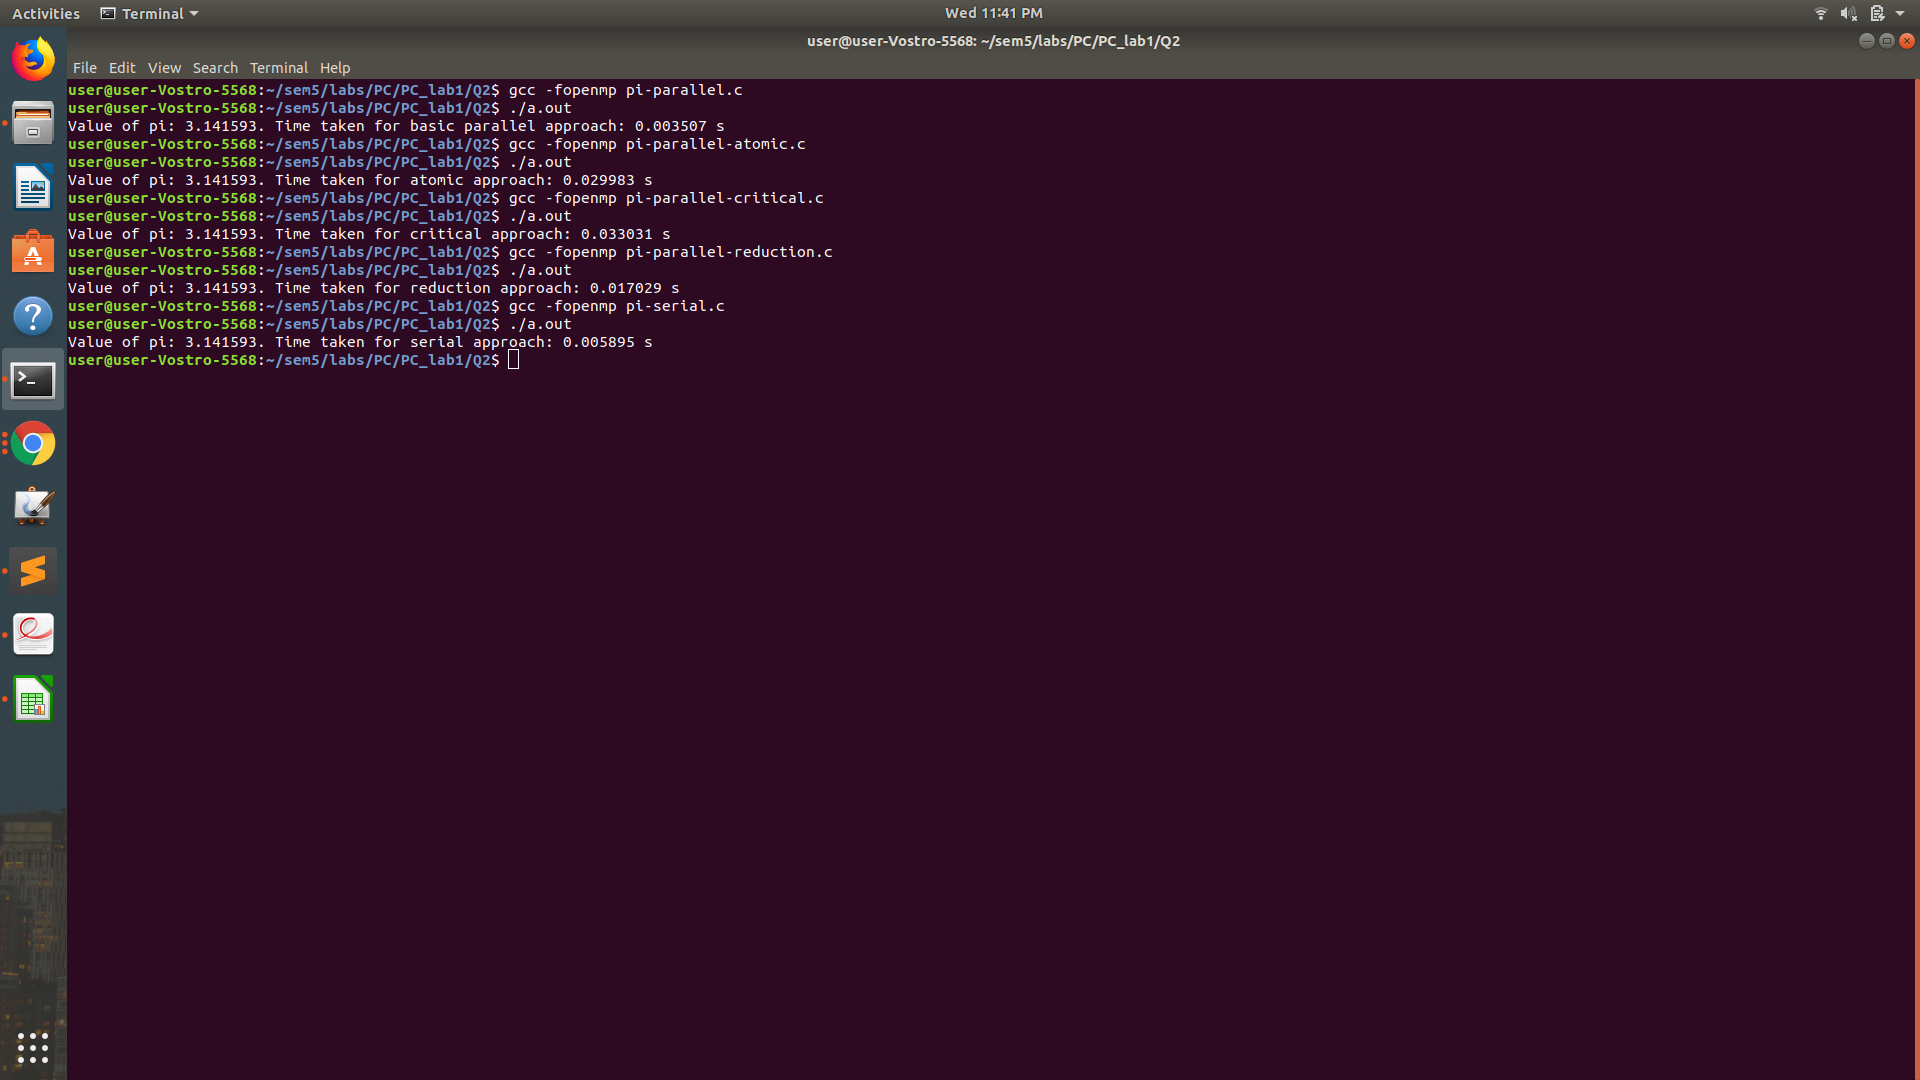 Activities Terminal Wed 11:41 PM
user@user-Vostro-5568: ~/sem5/labs/PC/PC_lab1/Q2
File Edit View Search Terminal Help
user@user-Vostro-5568:~/sem5/labs/PC/PC_lab1/Q2$ gcc -fopenmp pi-parallel.c
user@user-Vostro-5568:~/sem5/labs/PC/PC_lab1/Q2$ ./a.out
Value of pi: 3.141593. Time taken for basic parallel approach: 0.003507 s
user@user-Vostro-5568:~/sem5/labs/PC/PC_lab1/Q2$ gcc -fopenmp pi-parallel-atomic.c
user@user-Vostro-5568:~/sem5/labs/PC/PC_lab1/Q2$ ./a.out
Value of pi: 3.141593. Time taken for atomic approach: 0.029983 s
user@user-Vostro-5568:~/sem5/labs/PC/PC_lab1/Q2$ gcc -fopenmp pi-parallel-critical.c
user@user-Vostro-5568:~/sem5/labs/PC/PC_lab1/Q2$ ./a.out
Value of pi: 3.141593. Time taken for critical approach: 0.033031 s
user@user-Vostro-5568:~/sem5/labs/PC/PC_lab1/Q2$ gcc -fopenmp pi-parallel-reduction.c
user@user-Vostro-5568:~/sem5/labs/PC/PC_lab1/Q2$ ./a.out
Value of pi: 3.141593. Time taken for reduction approach: 0.017029 s
user@user-Vostro-5568:~/sem5/labs/PC/PC_lab1/Q2$ gcc -fopenmp pi-serial.c
user@user-Vostro-5568:~/sem5/labs/PC/PC_lab1/Q2$ ./a.out
Value of pi: 3.141593. Time taken for serial approach: 0.005895 s
user@user-Vostro-5568:~/sem5/labs/PC/PC_lab1/Q2$